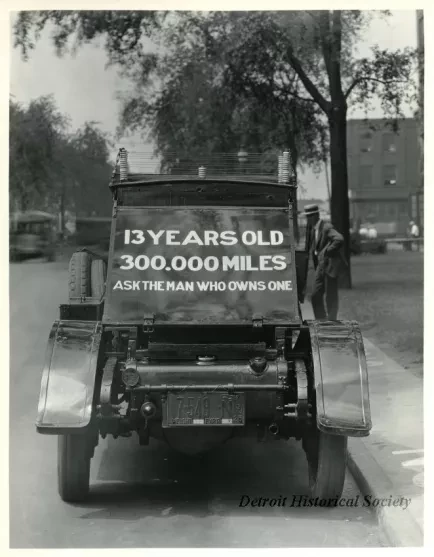 13 YEARS OLD
300.000 MILES
ASK THE MAN WHO OWNS ONE
Detroit Historical Society